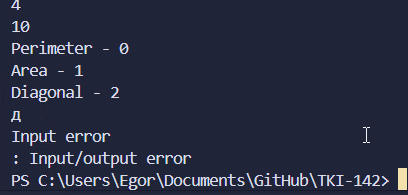 4
10
Perimeter - 0
Area - 1
Diagonal - 2
д
Input error
: Input/output error
PS C:\Users\Egor\Documents\GitHub\TKI-142>